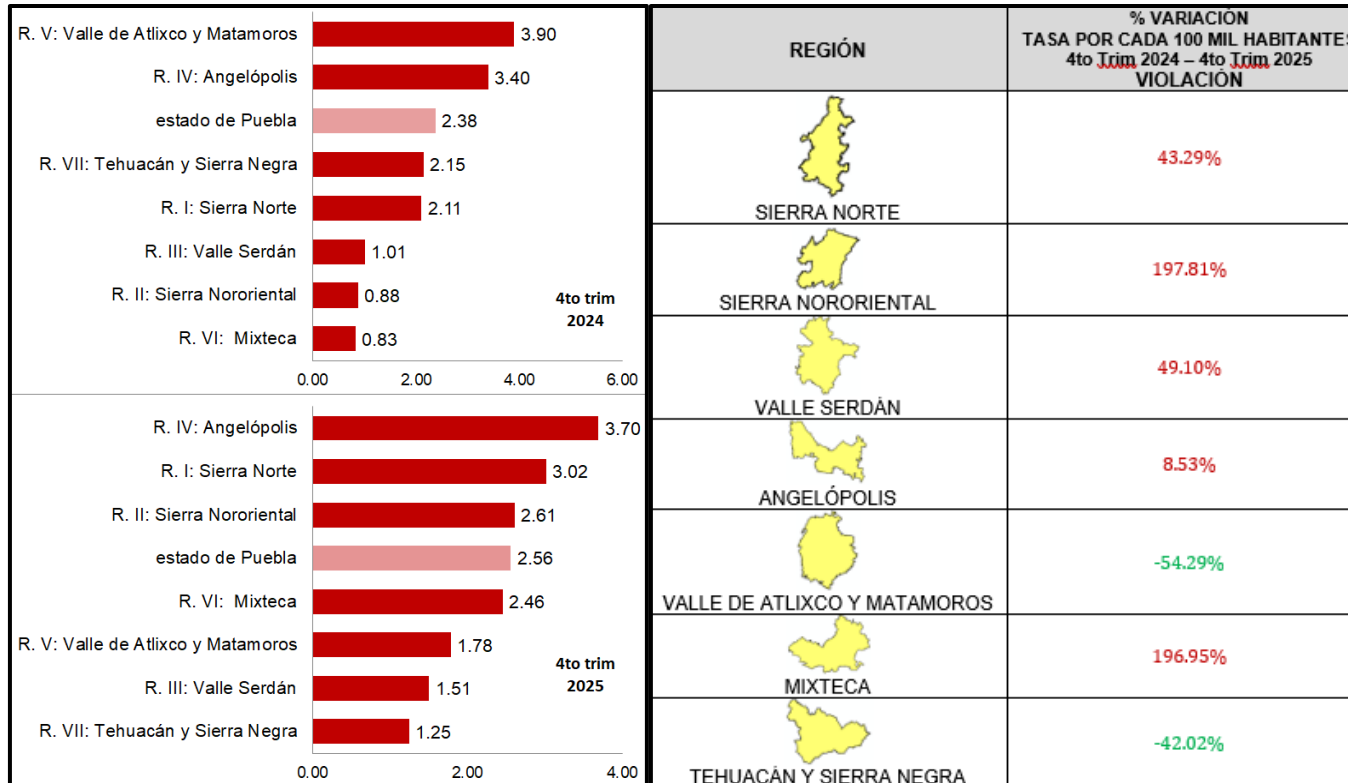 R. V: Valle de Atlixco y Matamoros 3.90
R. IV: Angelópolis 3.40
estado de Puebla 2.38
R. VII: Tehuacán y Sierra Negra 2.15
R. I: Sierra Norte 2.11
R. III: Valle Serdán 1.01
R. II: Sierra Nororiental 0.88
R. VI: Mixteca 0.83
4to trim
2024
0.00 2.00 4.00 6.00
R. IV: Angelópolis 3.70
R. I: Sierra Norte 3.02
R. II: Sierra Nororiental 2.61
estado de Puebla 2.56
R. VI: Mixteca 2.46
R. V: Valle de Atlixco y Matamoros 1.78
R. III: Valle Serdán 1.51
R. VII: Tehuacán y Sierra Negra 1.25
4to trim
2025
0.00 2.00 4.00
REGIÓN
% VARIACIÓN
TASA POR CADA 100 MIL HABITANTES
4to Trim 2024 – 4to Trim 2025
VIOLACIÓN
SIERRA NORTE
43.29%
SIERRA NORORIENTAL
197.81%
VALLE SERDÁN
49.10%
ANGELÓPOLIS
8.53%
VALLE DE ATLIXCO Y MATAMOROS
-54.29%
MIXTECA
196.95%
TEHUACÁN Y SIERRA NEGRA
-42.02%